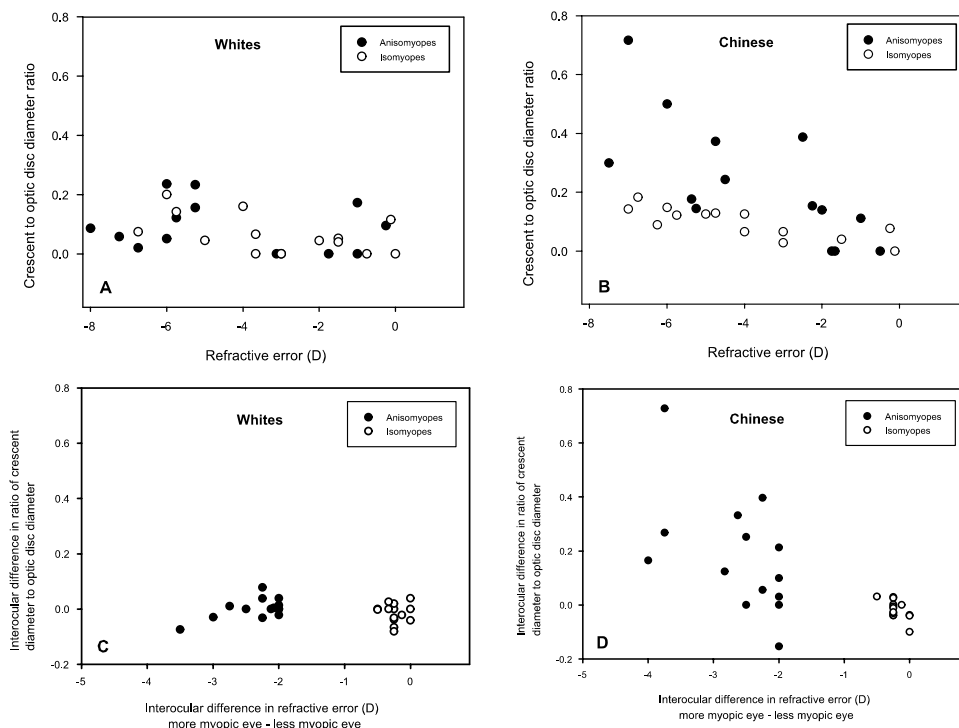 Whites
Anisomyopes
Isomyopes
0.8
0.6
0.4
0.2
0.0
Crescent to optic disc diameter ratio
A
-8
-6
-4
-2
0
Refractive error (D)
Chinese
Anisomyopes
Isomyopes
0.8
0.6
0.4
0.2
0.0
Crescent to optic disc diameter ratio
B
-8
-6
-4
-2
0
Refractive error (D)
Whites
Anisomyopes
Isomyopes
0.8
0.6
0.4
0.2
0.0
-0.2
Interocular difference in ratio of crescent
diameter to optic disc diameter
C
-5
-4
-3
-2
-1
0
Interocular difference in refractive error (D)
more myopic eye - less myopic eye
Chinese
Anisomyopes
Isomyopes
0.8
0.6
0.4
0.2
0.0
-0.2
Interocular difference in ratio of crescent
diameter to optic disc diameter
D
-5
-4
-3
-2
-1
0
Interocular difference in refractive error (D)
more myopic eye - less myopic eye